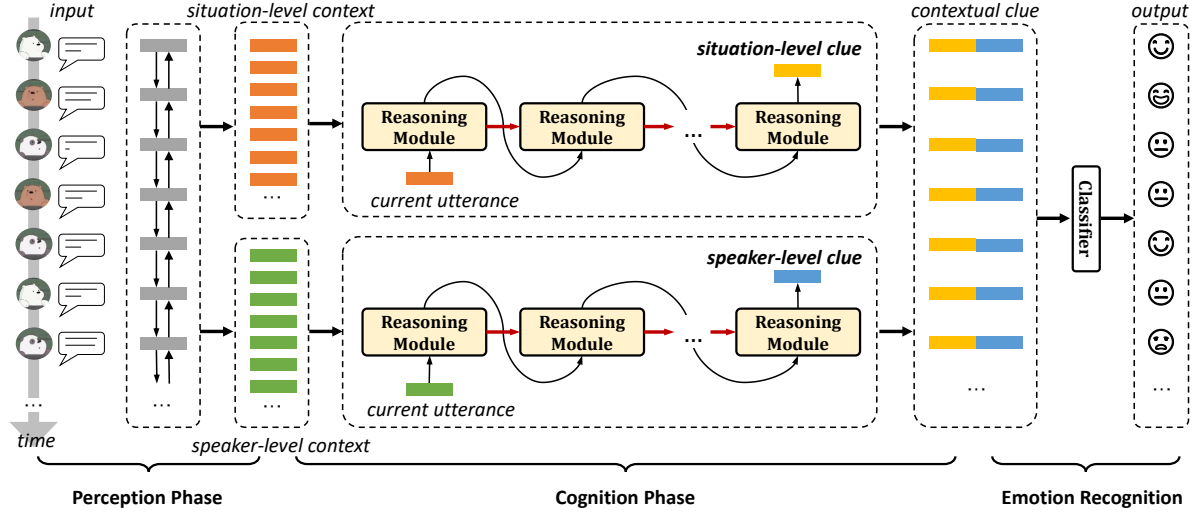 input
situation-level context
contextual clue
output
situation-level clue
Reasoning
Module
Reasoning
Module
...
Reasoning
Module
current utterance
...
Classifier
speaker-level clue
Reasoning
Module
Reasoning
Module
...
Reasoning
Module
current utterance
...
...
...
...
...
time
speaker-level context
Perception Phase
Cognition Phase
Emotion Recognition